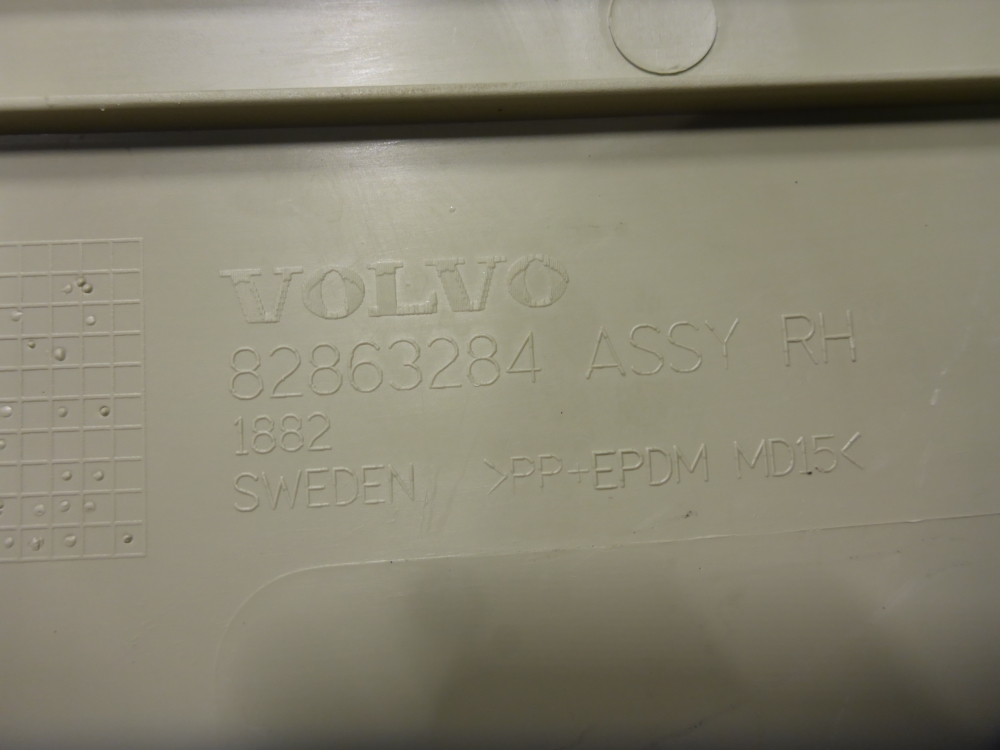 VOLVO
82863284 ASSY RH
1882
SWEDEN >PP+EPDM MD15<